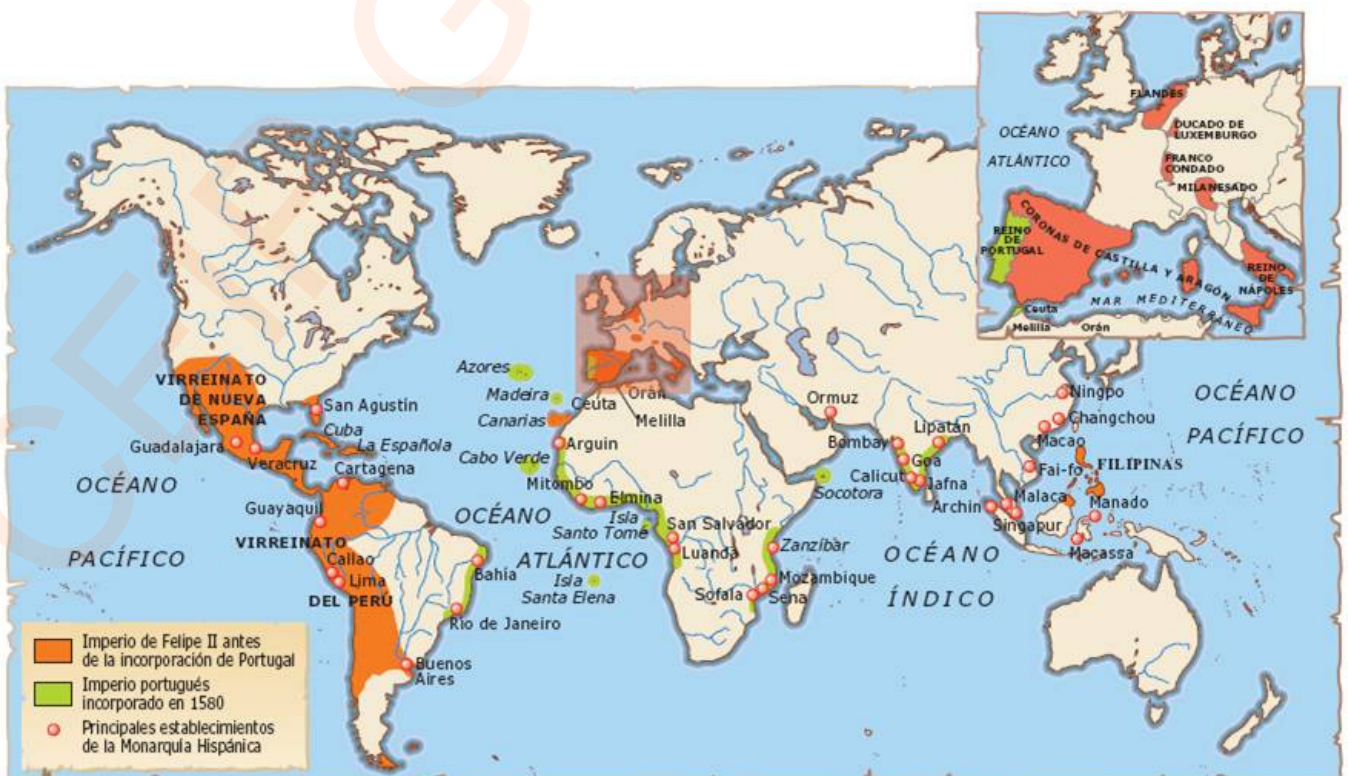 FLANDES
DUCADO DE
LUXEMBURGO
OCÉANO
ATLÁNTICO
FRANCO
CONDADO
MILANESADO
CORONAS DE CASTILLA Y ARAGÓN
REINO
DE
PORTUGAL
REINO
DE
NÁPOLES
MAR MEDITERRÁNEO
Ceuta
Melilla
Orán
VIRREINATO
DE NUEVA
ESPAÑA
San Agustín
Cuba
La Española
Guadalajara
Veracruz
Cartagena
OCÉANO
PACÍFICO
Guayaquil
VIRREINATO
DEL PERÚ
Callao
Lima
Buenos
Aires
Bahía
Río de Janeiro
Azores
Madeira
Canarias
Ceuta
Orán
Melilla
Arguin
Cabo Verde
Mitombo
Elmina
Isla
Santo Tomé
OCÉANO
ATLÁNTICO
Isla
Santa Elena
San Salvador
Luanda
Zanzíbar
Mozambique
Sofala
Sena
Ormuz
Bombay
Lipatán
Goa
Calicut
Jafna
Socotora
OCÉANO
ÍNDICO
Ningpo
Changchou
Macao
Fai-fo
FILIPINAS
Archin
Malaca
Singapur
Manado
Macassa
OCÉANO
PACÍFICO
Imperio de Felipe II antes
de la incorporación de Portugal
Imperio portugués
incorporado en 1580
Principales establecimientos
de la Monarquía Hispánica